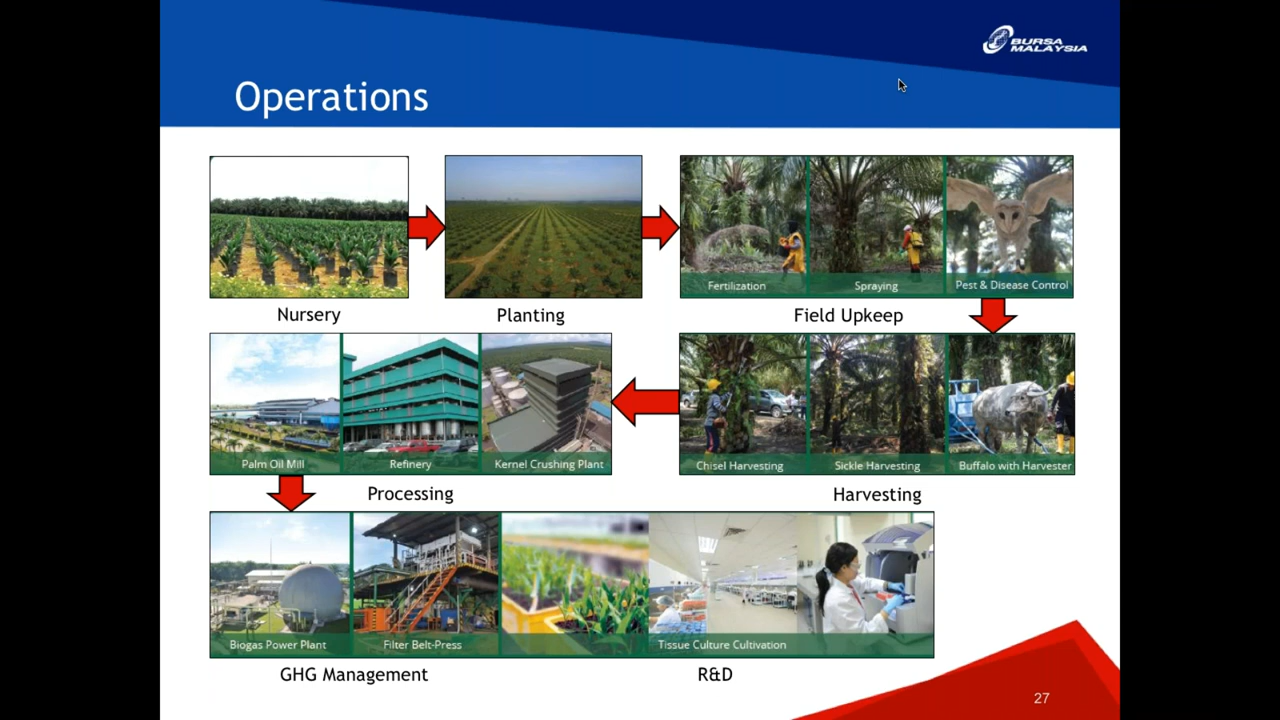 BURSA
MALAYSIA
Operations
Fertilization
Spraying
Pest & Disease Control
Nursery
Planting
Field Upkeep
Palm Oil Mill
Refinery
Kernel Crushing Plant
Chisel Harvesting
Sickle Harvesting
Buffalo with Harvester
Processing
Harvesting
Biogas Power Plant
Filter Belt-Press
Tissue Culture Cultivation
GHG Management
R&D
27